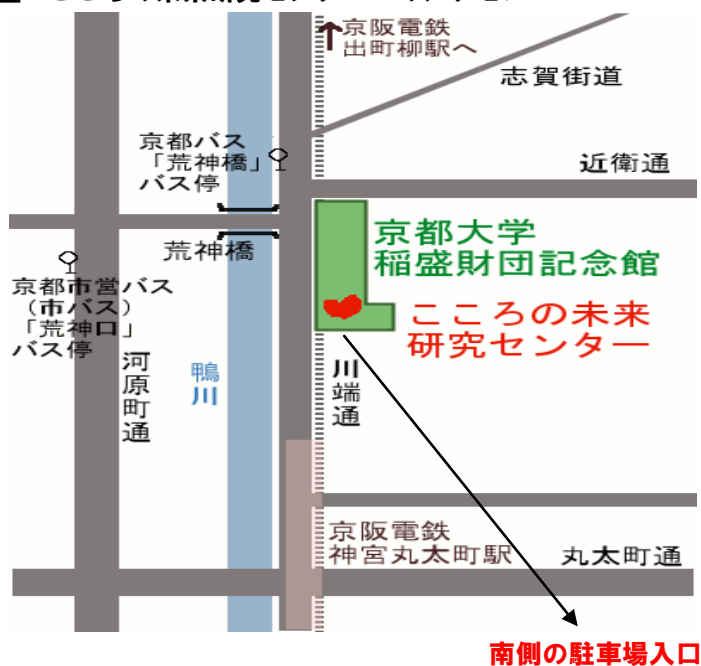 京阪電鉄
出町柳駅へ
志賀街道
京都バス
「荒神橋」
バス停
近衛通
荒神橋
京都大学
稲盛財団記念館
京都市営バス
(市バス)
「荒神口」
バス停
こころの未来
研究センター
河原町通
鴨川
川端通
京阪電鉄
神宮丸太町駅
丸太町通
南側の駐車場入口